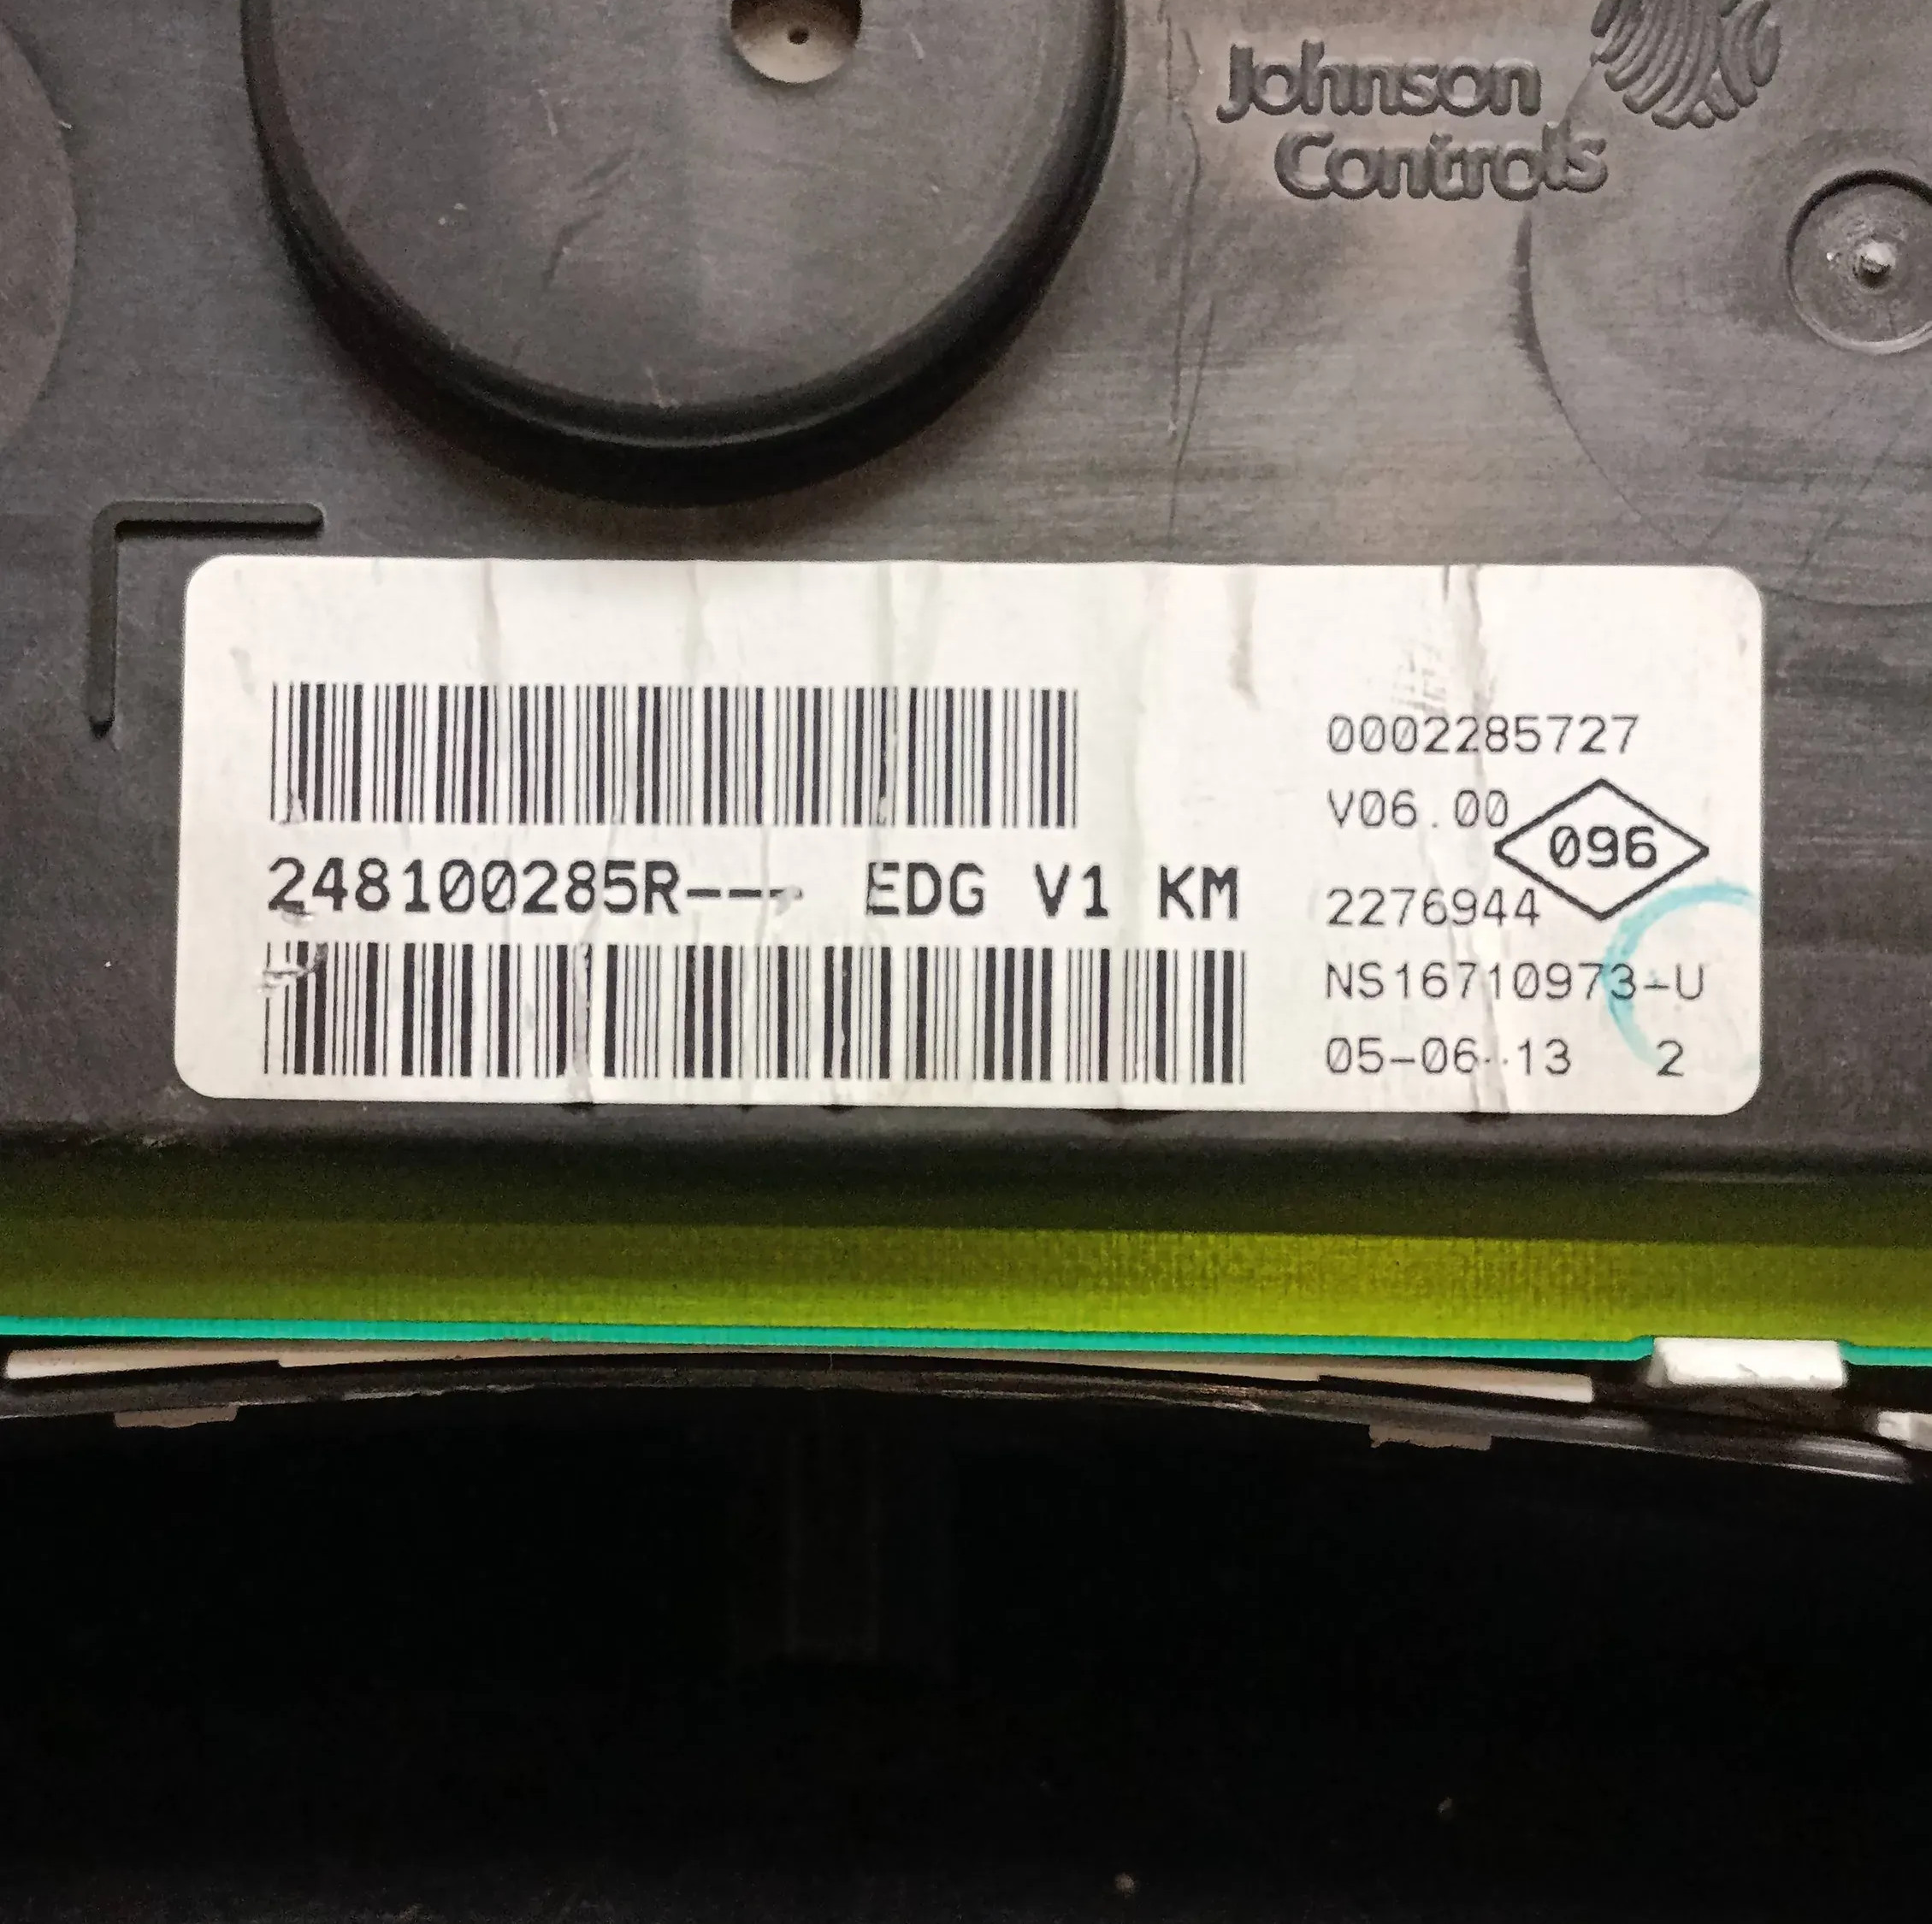 Johnson
Controls
0002285727
V06.00
096
248100285R--- EDG V1 KM
2276944
NS16710973-U
05-06-13 2